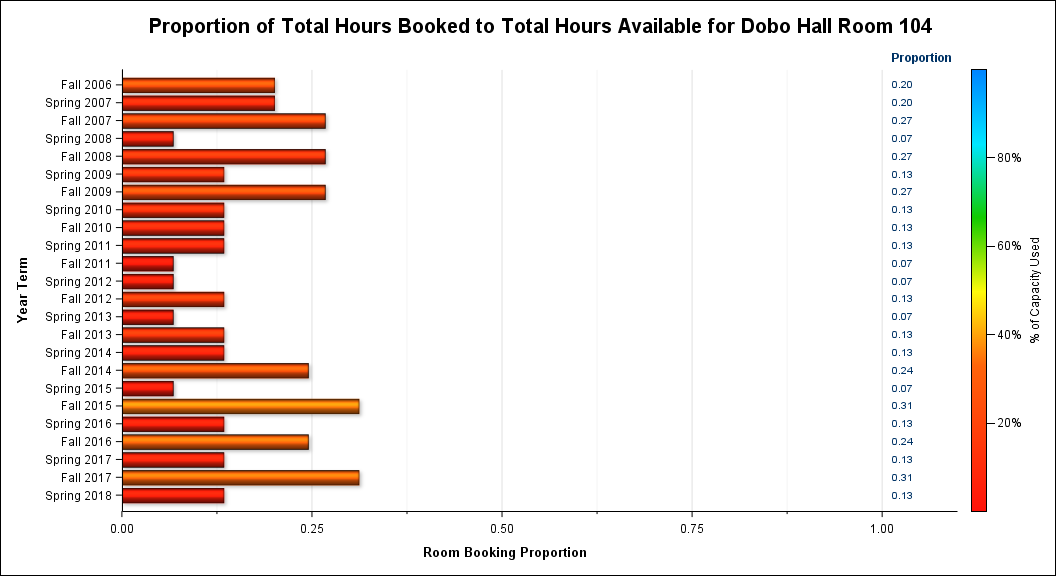 Proportion of Total Hours Booked to Total Hours Available for Dobo Hall Room 104
Proportion
Fall 2006 0.20
Spring 2007 0.20
Fall 2007 0.27
Spring 2008 0.07
Fall 2008 0.27
Spring 2009 0.13
Fall 2009 0.27
Spring 2010 0.13
Fall 2010 0.13
Spring 2011 0.13
Fall 2011 0.07
Spring 2012 0.07
Fall 2012 0.13
Spring 2013 0.07
Fall 2013 0.13
Spring 2014 0.13
Fall 2014 0.24
Spring 2015 0.07
Fall 2015 0.31
Spring 2016 0.13
Fall 2016 0.24
Spring 2017 0.13
Fall 2017 0.31
Spring 2018 0.13
Year Term
0.00 0.25 0.50 0.75 1.00
Room Booking Proportion
80%
60%
40%
20%
% of Capacity Used